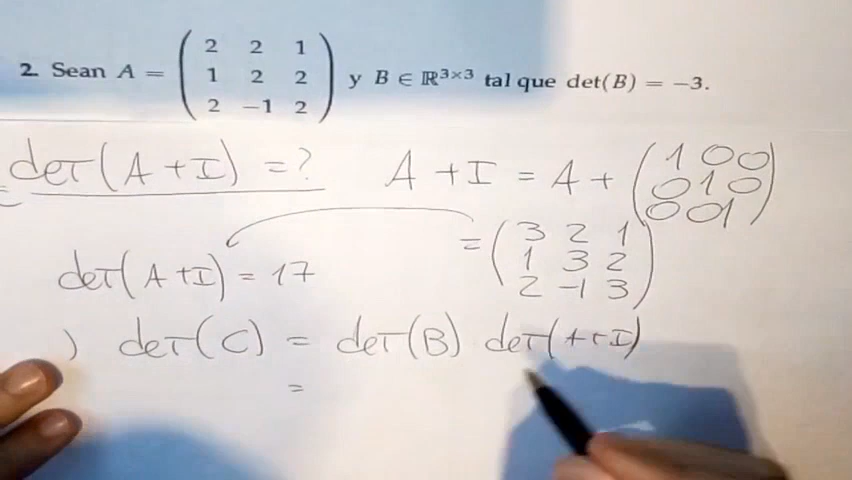 2. Sean A = ( 2 2 1 / 1 2 2 / 2 −1 2 ) y B ∈ ℝ³ˣ³ tal que det(B) = −3.
det(A+I) = ?
A + I = A + ( 1 0 0 / 0 1 0 / 0 0 1 )
= ( 3 2 1 / 1 3 2 / 2 -1 3 )
det(A+I) = 17
) det(C) = det(B) det(A+I)
=